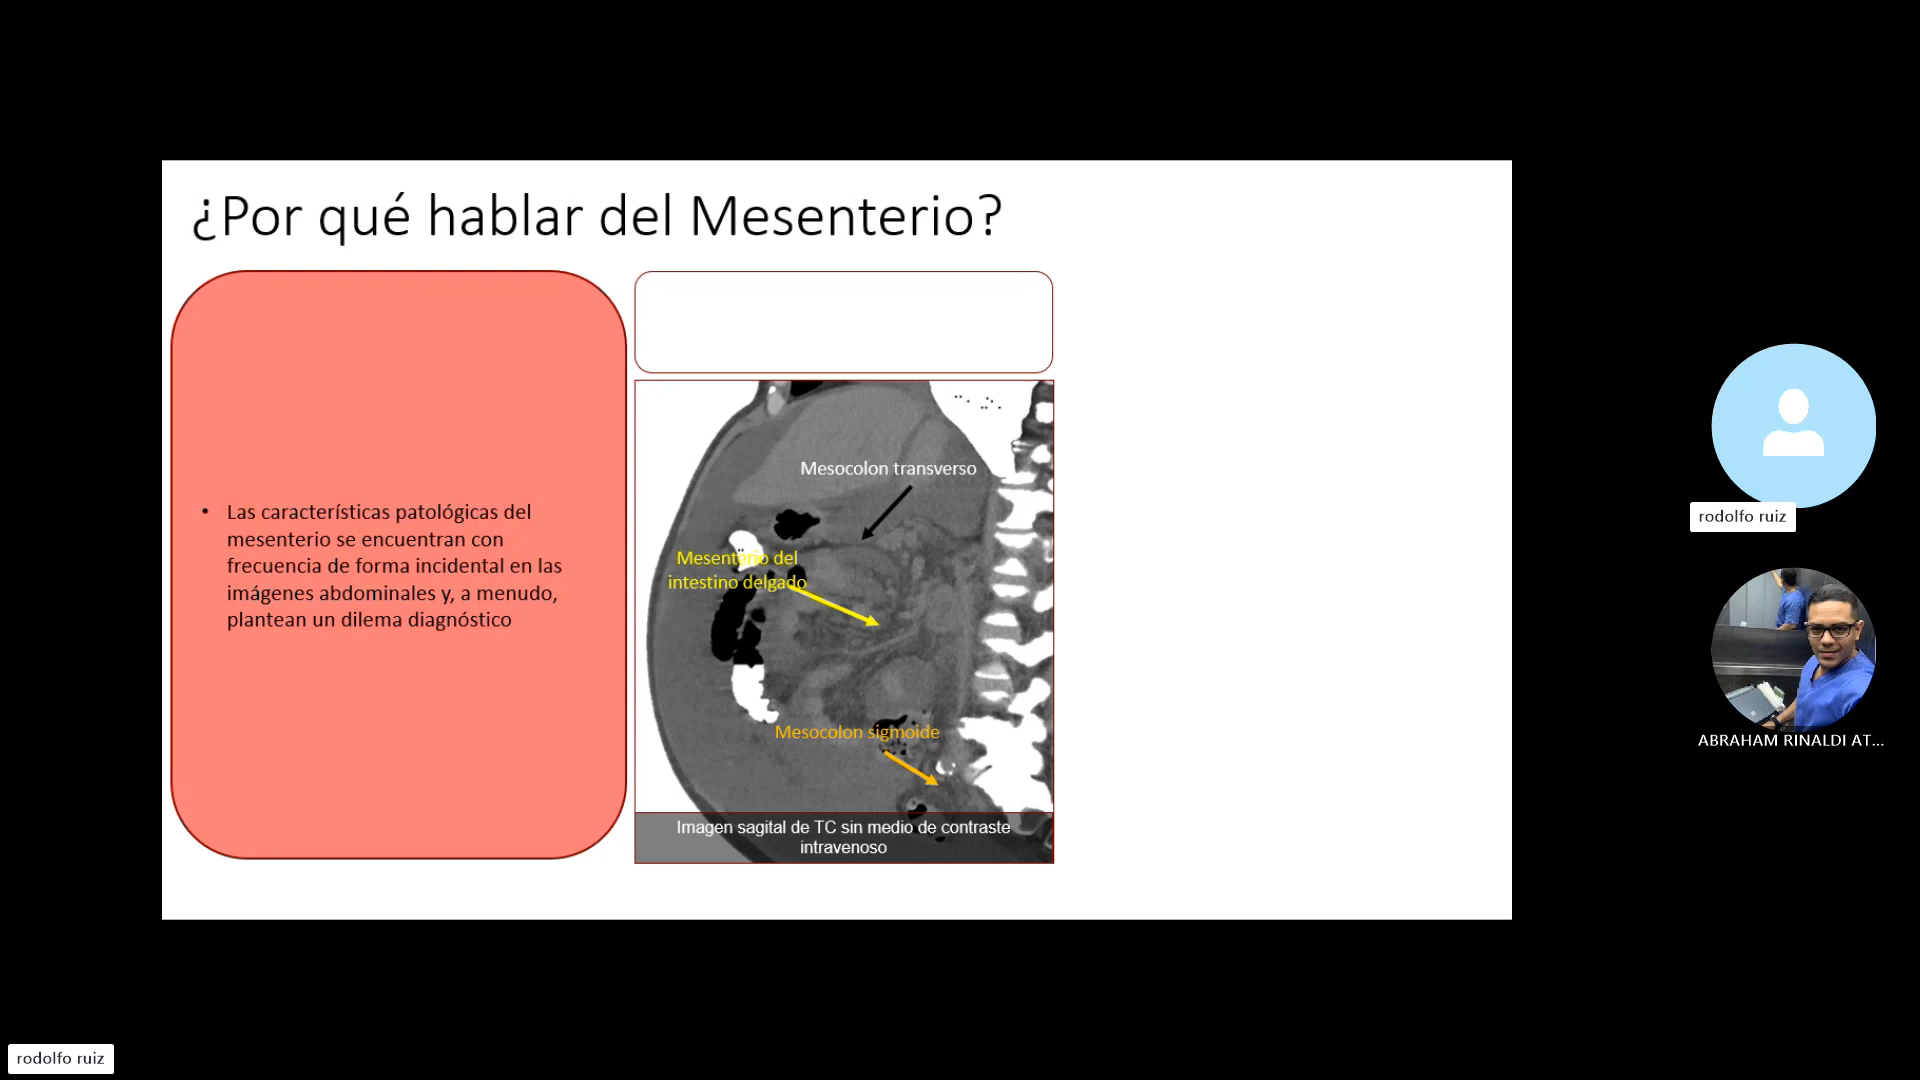 ¿Por qué hablar del Mesenterio?
• Las características patológicas del
mesenterio se encuentran con
frecuencia de forma incidental en las
imágenes abdominales y, a menudo,
plantean un dilema diagnóstico
Mesocolon transverso
Mesenterio del
intestino delgado
Mesocolon sigmoide
Imagen sagital de TC sin medio de contraste
intravenoso
rodolfo ruiz
ABRAHAM RINALDI AT...
rodolfo ruiz